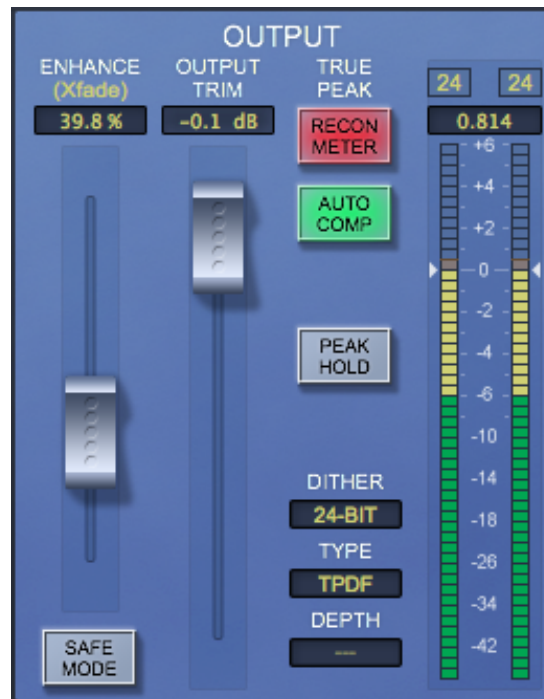 OUTPUT
ENHANCE
(Xfade)
39.8 %
OUTPUT
TRIM
-0.1 dB
TRUE
PEAK
RECON
METER
AUTO
COMP
PEAK
HOLD
DITHER
24-BIT
TYPE
TPDF
DEPTH
---
SAFE
MODE
24 24
0.814
+6
+4
+2
0
-2
-4
-6
-10
-14
-18
-26
-34
-42